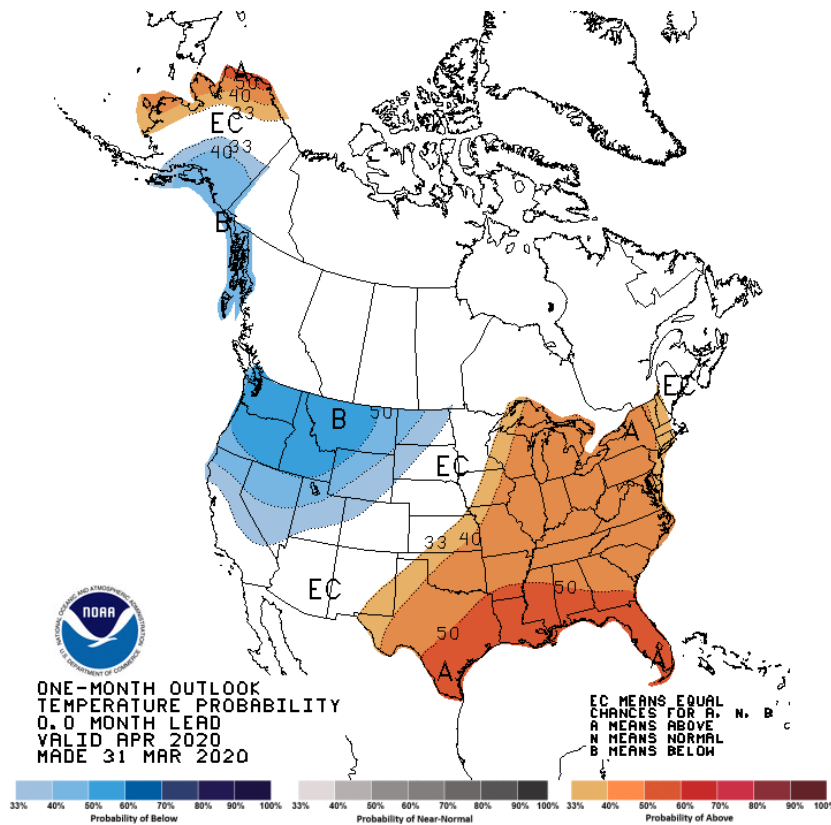 A
50
40
33
EC
33
40
B
EC
B
50
A
EC
33
40
EC
50
50
A
A
NATIONAL OCEANIC AND ATMOSPHERIC ADMINISTRATION
NOAA
U.S. DEPARTMENT OF COMMERCE
ONE-MONTH OUTLOOK
TEMPERATURE PROBABILITY
0.0 MONTH LEAD
VALID APR 2020
MADE 31 MAR 2020
EC MEANS EQUAL
CHANCES FOR A, N, B
A MEANS ABOVE
N MEANS NORMAL
B MEANS BELOW
33% 40% 50% 60% 70% 80% 90% 100%
Probability of Below
33% 40% 50% 60% 70% 80% 90% 100%
Probability of Near-Normal
33% 40% 50% 60% 70% 80% 90% 100%
Probability of Above